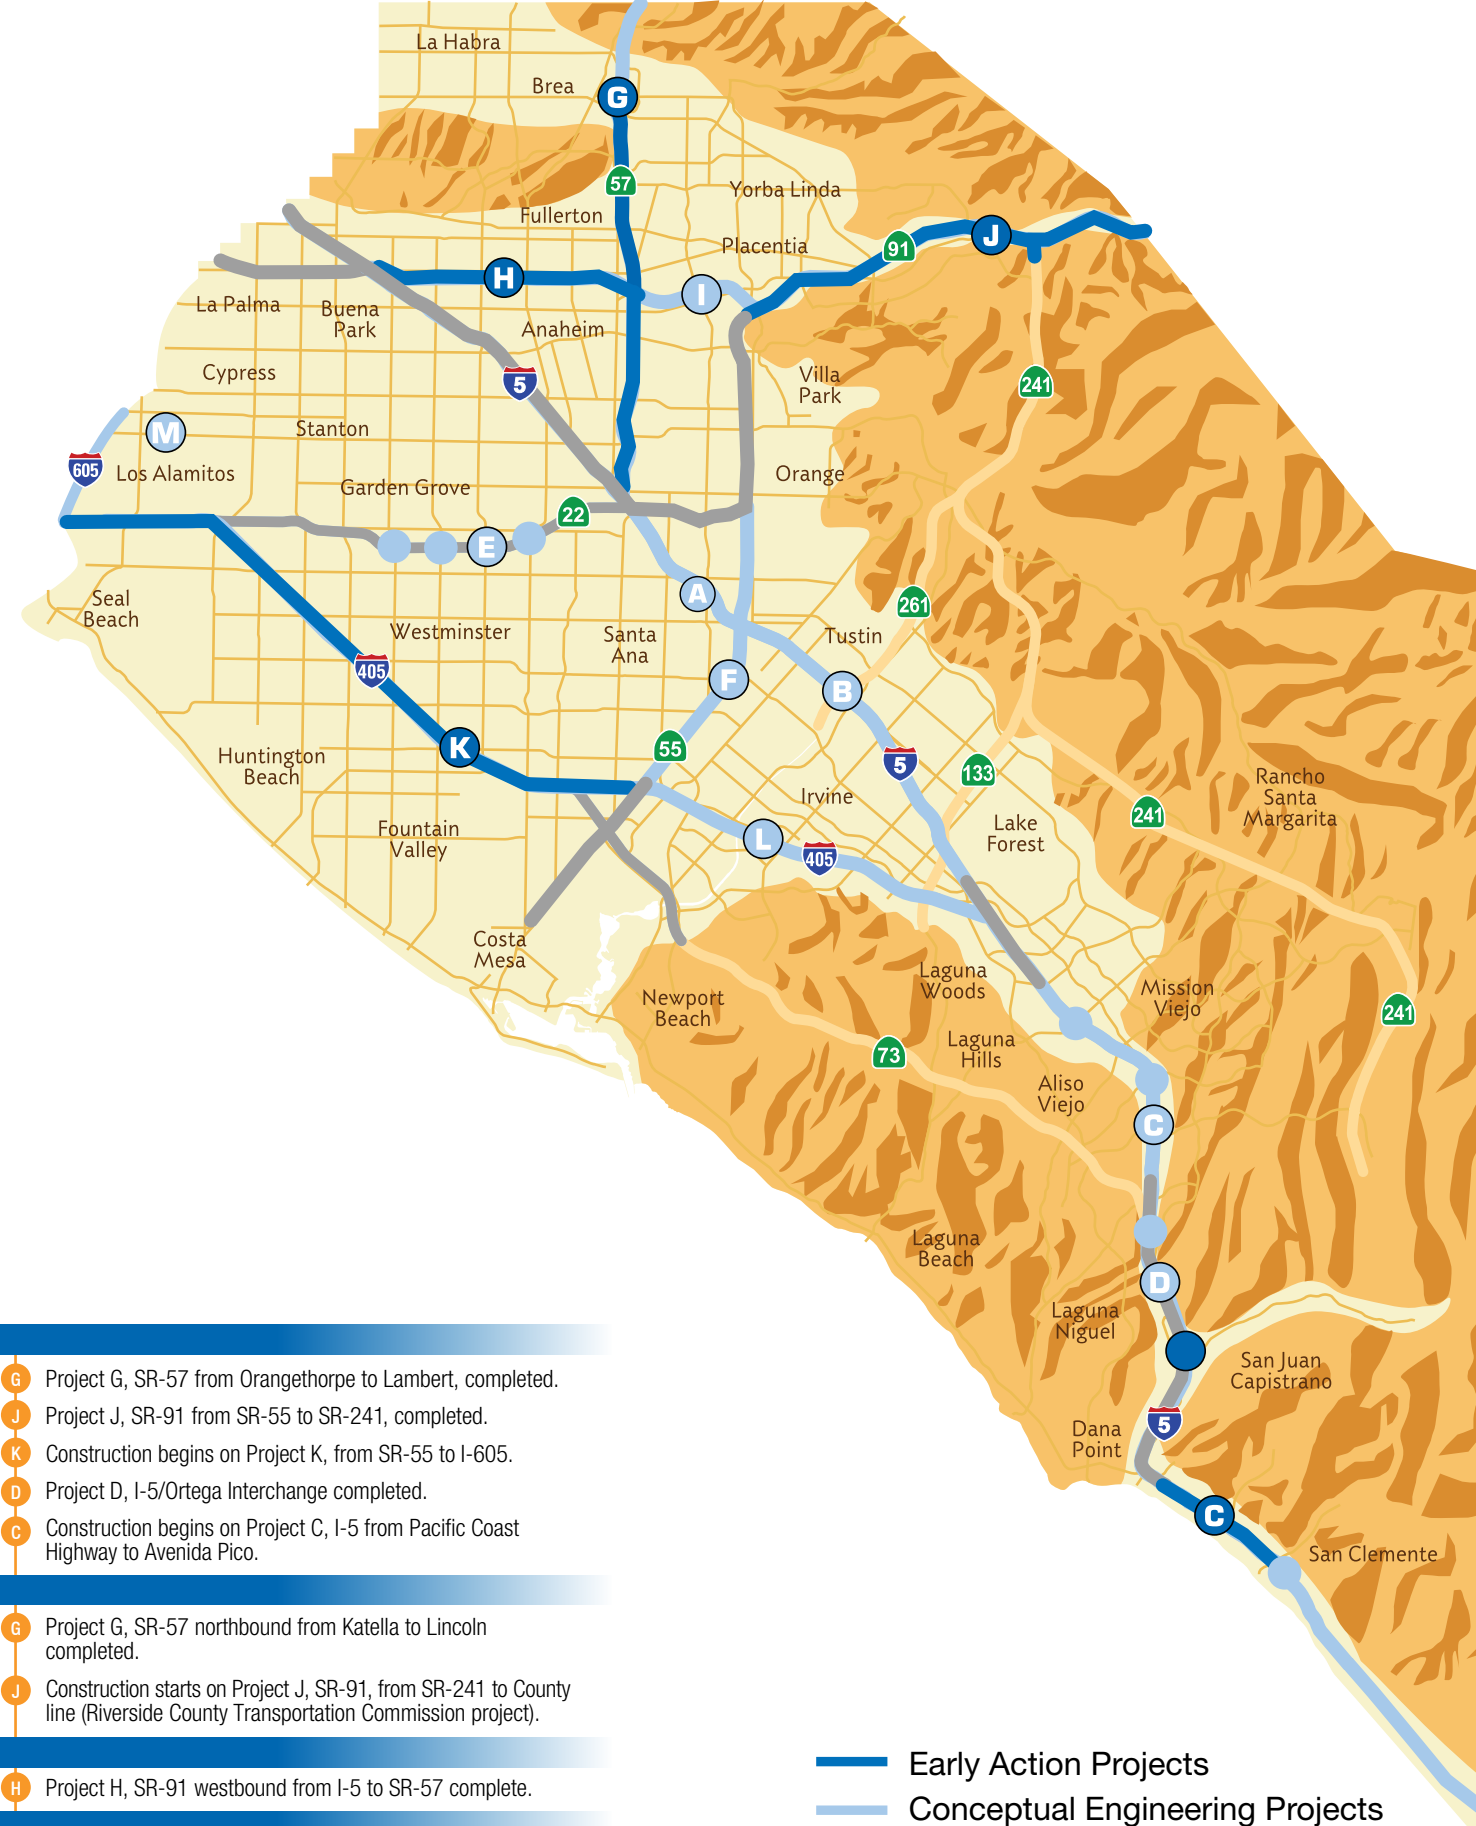 La Habra
Brea
G
57
Yorba Linda
Fullerton
Placentia
91
J
H
I
La Palma
Buena
Park
Anaheim
Cypress
5
Villa
Park
241
M
Stanton
605
Los Alamitos
Garden Grove
Orange
22
E
Seal
Beach
A
261
Westminster
Santa
Ana
Tustin
405
F
B
K
55
5
133
Huntington
Beach
Irvine
Rancho
Santa
Margarita
241
Fountain
Valley
L
405
Lake
Forest
Costa
Mesa
Newport
Beach
Laguna
Woods
Mission
Viejo
241
73
Laguna
Hills
Aliso
Viejo
C
Laguna
Beach
D
Laguna
Niguel
San Juan
Capistrano
Dana
Point
5
C
San Clemente
G Project G, SR-57 from Orangethorpe to Lambert, completed.
J Project J, SR-91 from SR-55 to SR-241, completed.
K Construction begins on Project K, from SR-55 to I-605.
D Project D, I-5/Ortega Interchange completed.
C Construction begins on Project C, I-5 from Pacific Coast
Highway to Avenida Pico.
G Project G, SR-57 northbound from Katella to Lincoln
completed.
J Construction starts on Project J, SR-91, from SR-241 to County
line (Riverside County Transportation Commission project).
H Project H, SR-91 westbound from I-5 to SR-57 complete.
Early Action Projects
Conceptual Engineering Projects